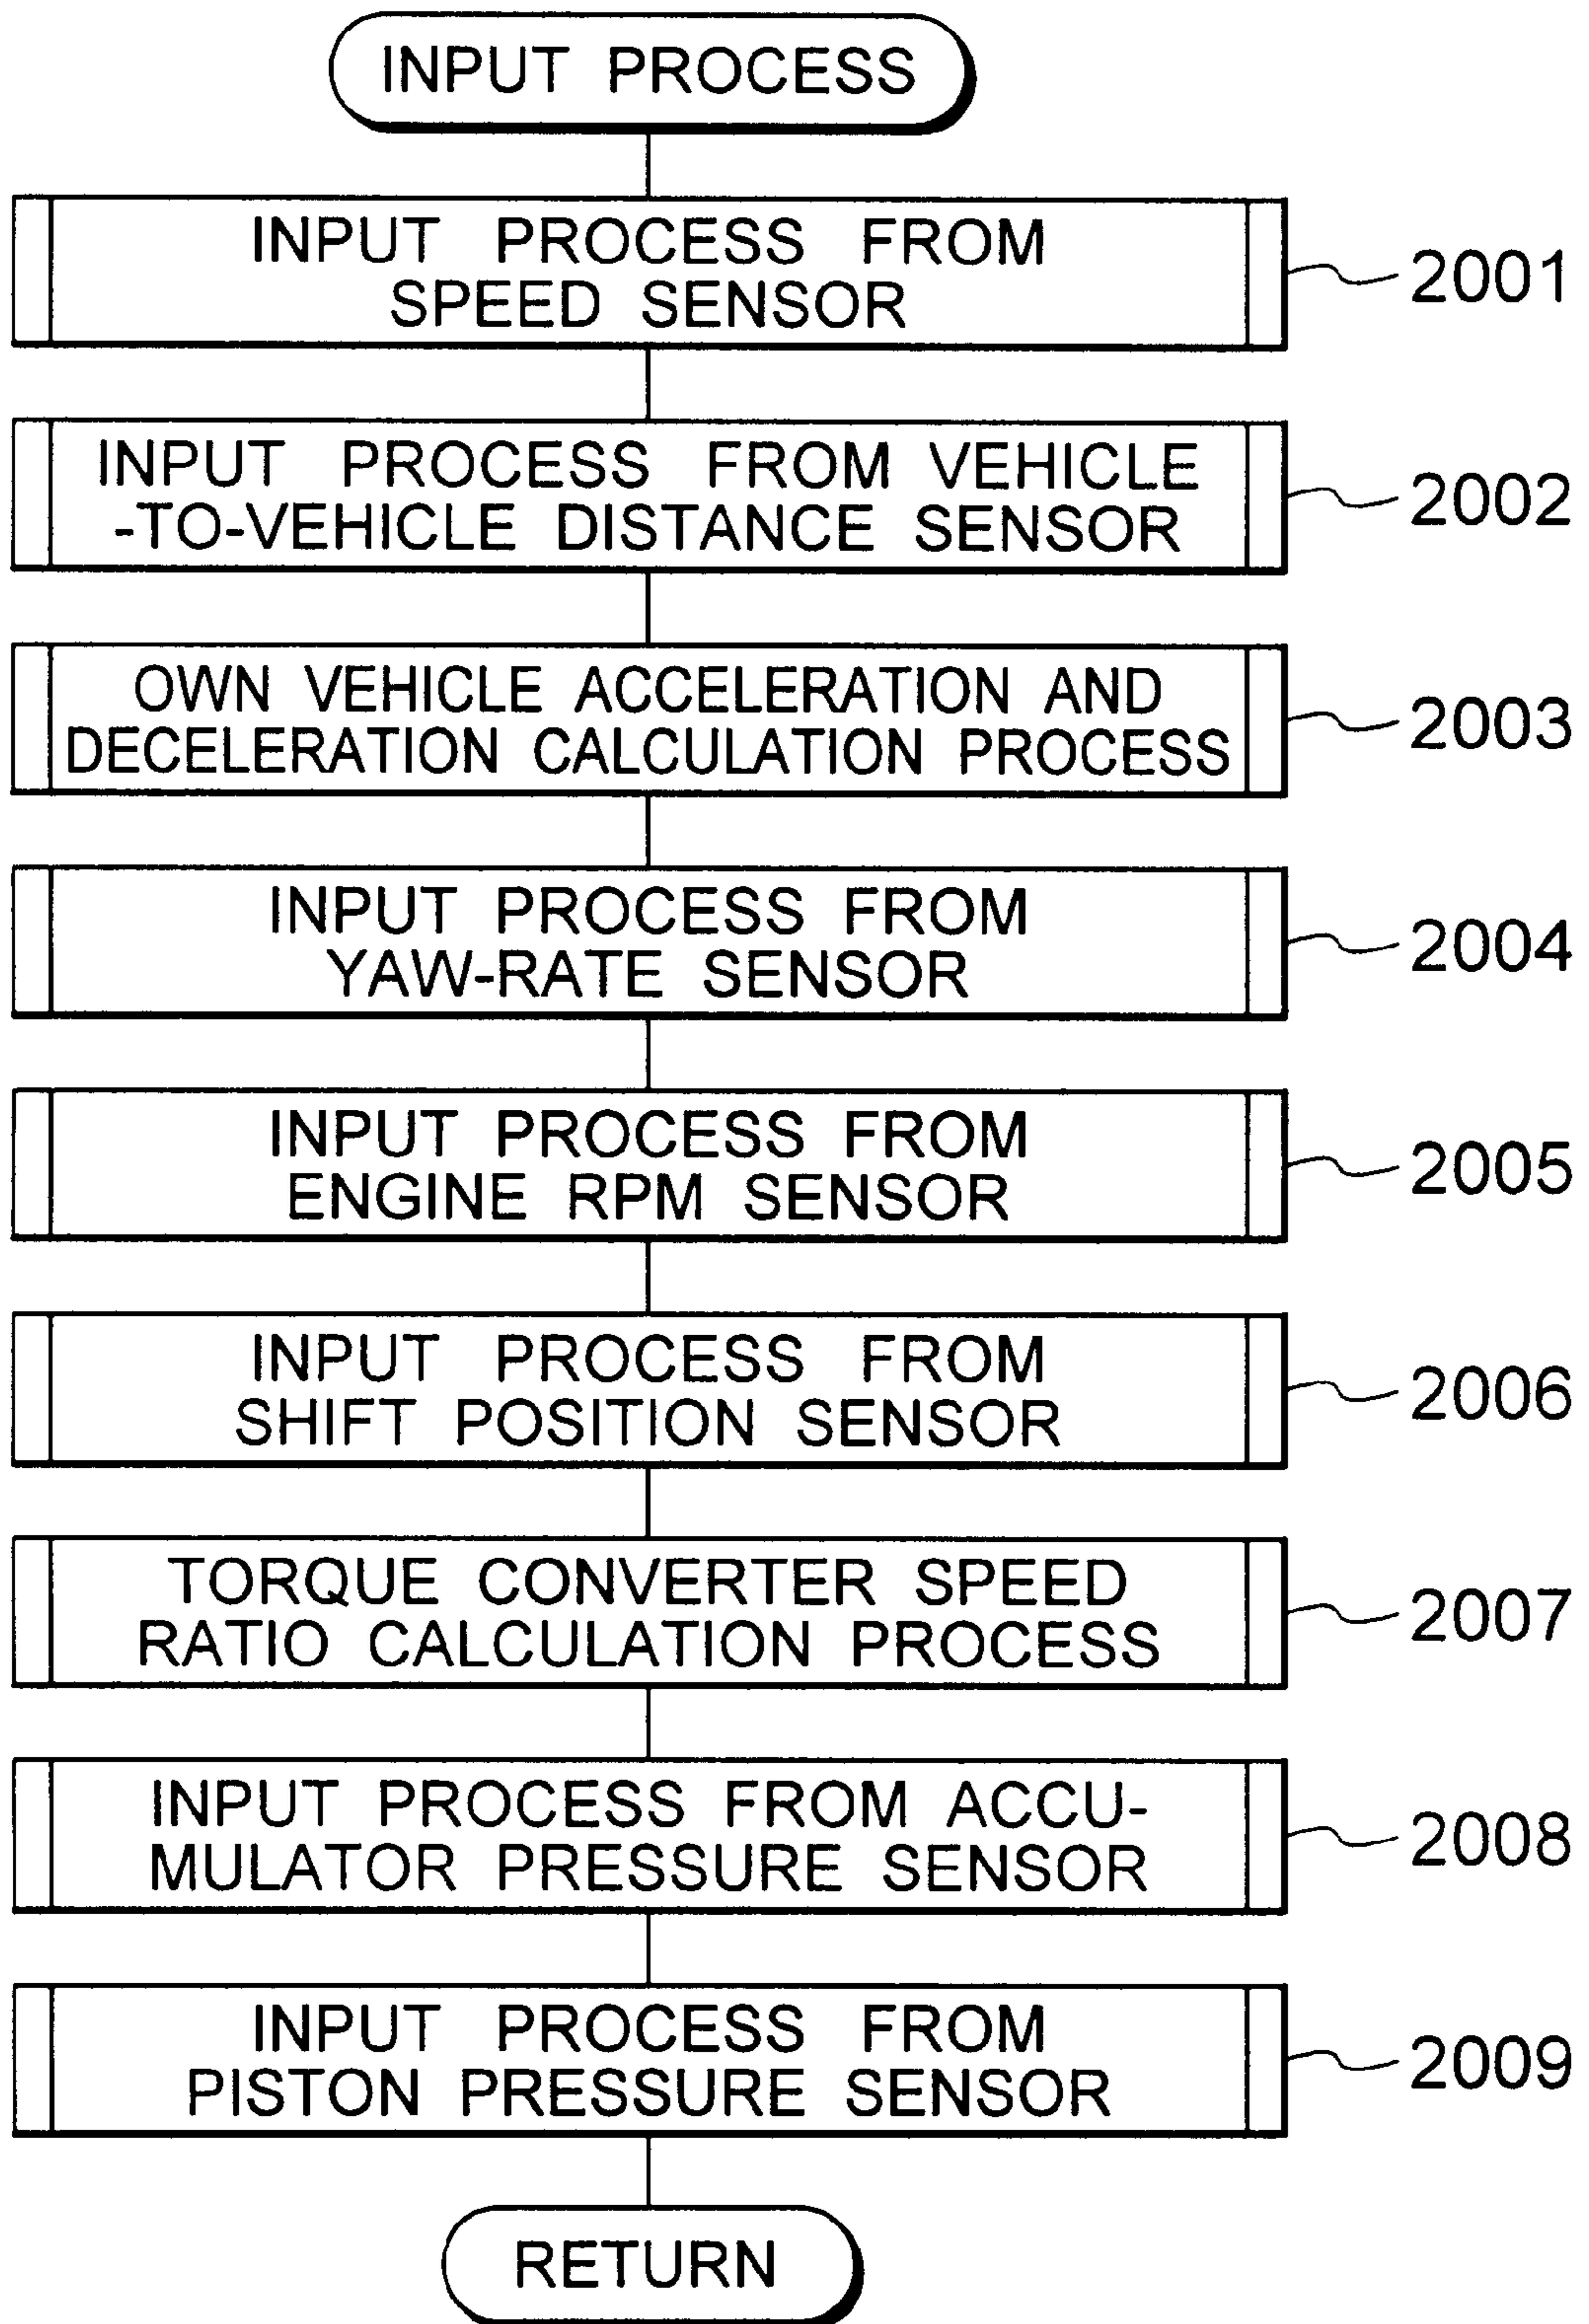 INPUT PROCESS
INPUT PROCESS FROM
SPEED SENSOR
2001
INPUT PROCESS FROM VEHICLE
-TO-VEHICLE DISTANCE SENSOR
2002
OWN VEHICLE ACCELERATION AND
DECELERATION CALCULATION PROCESS
2003
INPUT PROCESS FROM
YAW-RATE SENSOR
2004
INPUT PROCESS FROM
ENGINE RPM SENSOR
2005
INPUT PROCESS FROM
SHIFT POSITION SENSOR
2006
TORQUE CONVERTER SPEED
RATIO CALCULATION PROCESS
2007
INPUT PROCESS FROM ACCU-
MULATOR PRESSURE SENSOR
2008
INPUT PROCESS FROM
PISTON PRESSURE SENSOR
2009
RETURN